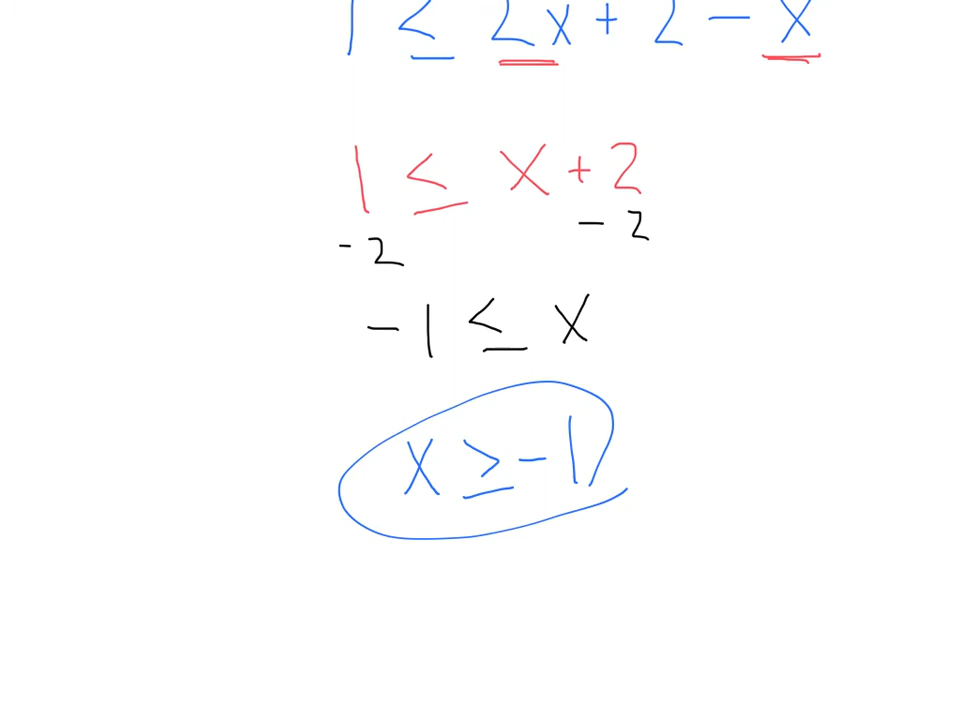 1 ≤ 2x + 2 - x
1 ≤ x + 2
- 2 - 2
-1 ≤ x
x ≥ -1